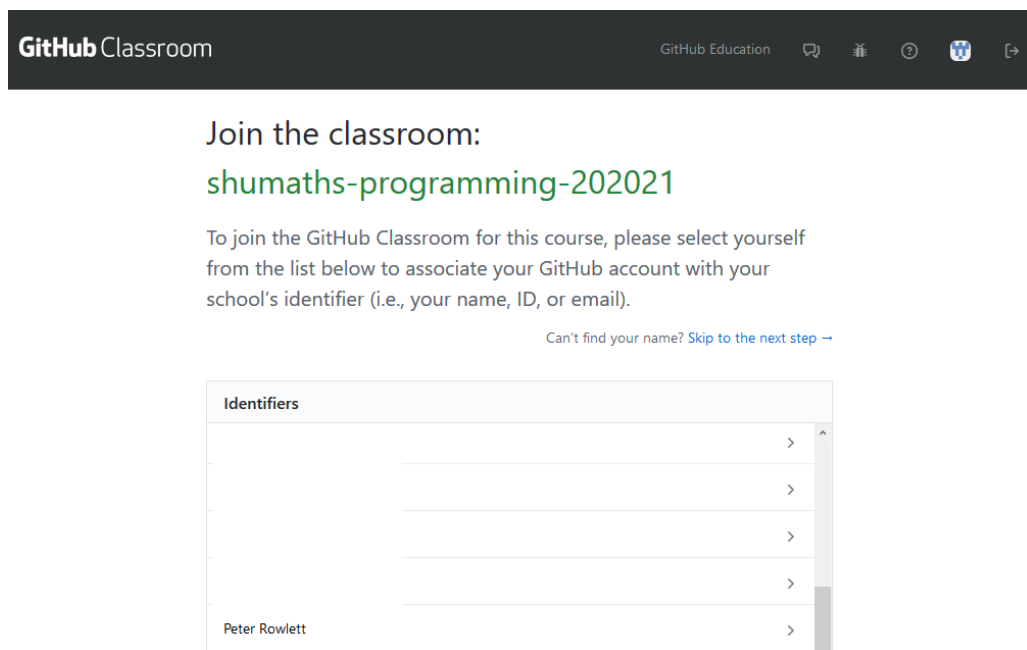 GitHub Classroom
GitHub Education
Join the classroom:
shumaths-programming-202021
To join the GitHub Classroom for this course, please select yourself
from the list below to associate your GitHub account with your
school's identifier (i.e., your name, ID, or email).
Can't find your name? Skip to the next step →
Identifiers
Peter Rowlett